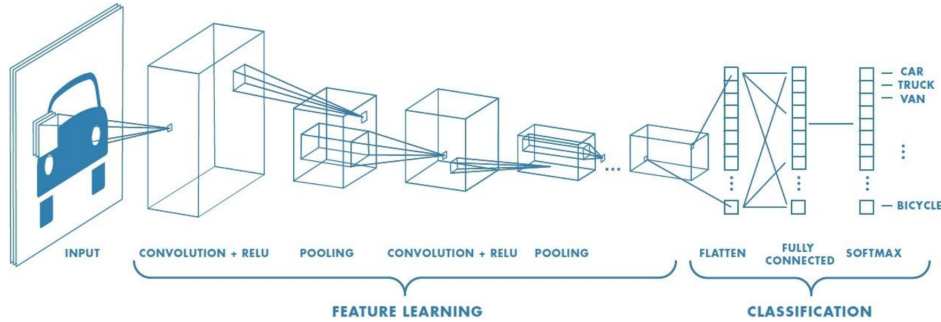 CAR
TRUCK
VAN
BICYCLE
INPUT
CONVOLUTION + RELU
POOLING
CONVOLUTION + RELU
POOLING
FLATTEN
FULLY
CONNECTED
SOFTMAX
FEATURE LEARNING
CLASSIFICATION